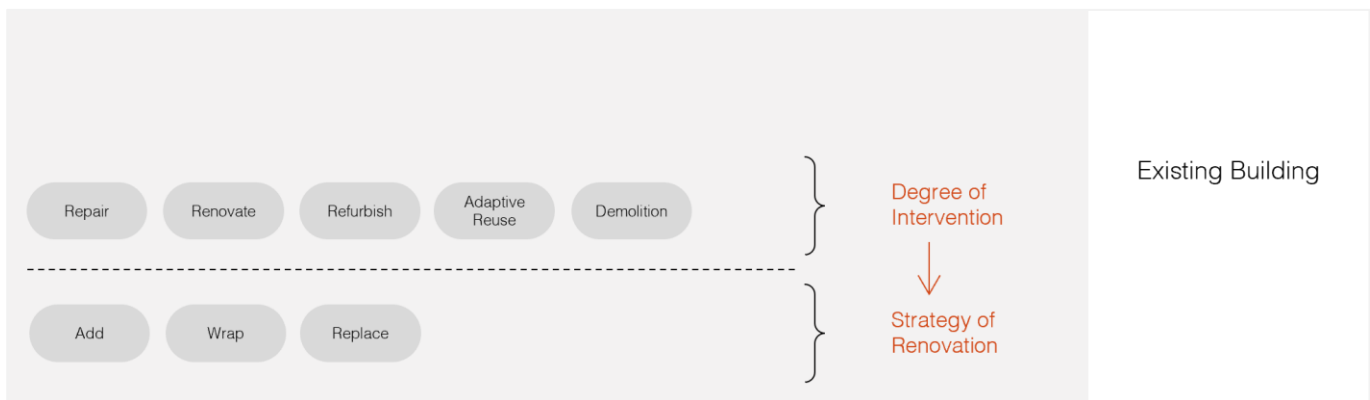 Existing Building
Repair
Renovate
Refurbish
Adaptive
Reuse
Demolition
Degree of
Intervention
Add
Wrap
Replace
Strategy of
Renovation